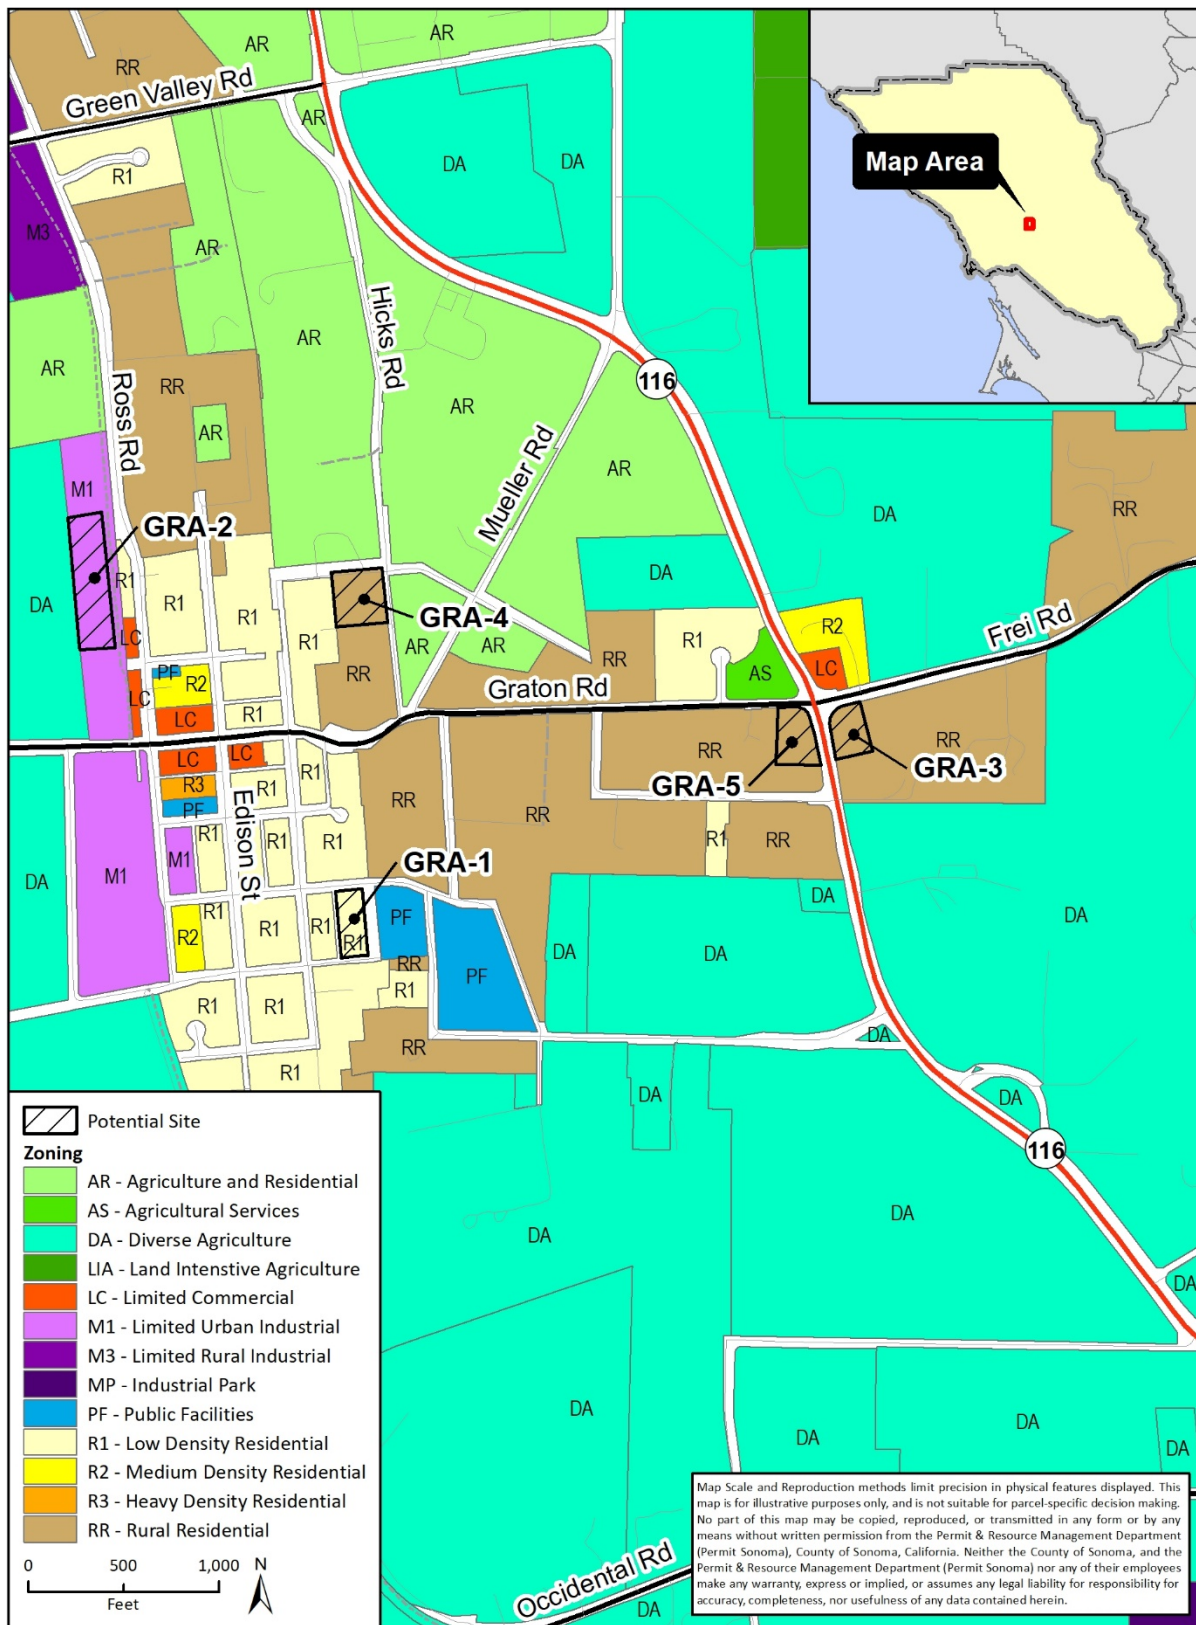 AR
AR
RR
Green Valley Rd
AR
DA
DA
R1
M3
AR
Map Area
Hicks Rd
AR
AR
RR
Ross Rd
116
AR
AR
Mueller Rd
AR
M1
GRA-2
DA
RR
DA
R1
R1
R1
DA
GRA-4
R1
AR
AR
RR
R1
R2
Frei Rd
LC
PF
R2
RR
AS
LC
LC
Graton Rd
LC
R1
LC
LC
R1
RR
RR
GRA-5
GRA-3
R3
R1
RR
RR
PF
Edison St
R1
R1
R1
R1
RR
M1
GRA-1
DA
M1
DA
R1
PF
DA
R2
R1
R1
R1
DA
DA
RR
PF
R1
R1
R1
DA
RR
R1
DA
DA
116
DA
DA
DA
DA
DA
DA
DA
DA
Potential Site
Zoning
AR - Agriculture and Residential
AS - Agricultural Services
DA - Diverse Agriculture
LIA - Land Intenstive Agriculture
LC - Limited Commercial
M1 - Limited Urban Industrial
M3 - Limited Rural Industrial
MP - Industrial Park
PF - Public Facilities
R1 - Low Density Residential
R2 - Medium Density Residential
R3 - Heavy Density Residential
RR - Rural Residential
0 500 1,000
Feet
N
Occidental Rd
DA
Map Scale and Reproduction methods limit precision in physical features displayed. This
map is for illustrative purposes only, and is not suitable for parcel-specific decision making.
No part of this map may be copied, reproduced, or transmitted in any form or by any
means without written permission from the Permit & Resource Management Department
(Permit Sonoma), County of Sonoma, California. Neither the County of Sonoma, and the
Permit & Resource Management Department (Permit Sonoma) nor any of their employees
make any warranty, express or implied, or assumes any legal liability for responsibility for
accuracy, completeness, nor usefulness of any data contained herein.